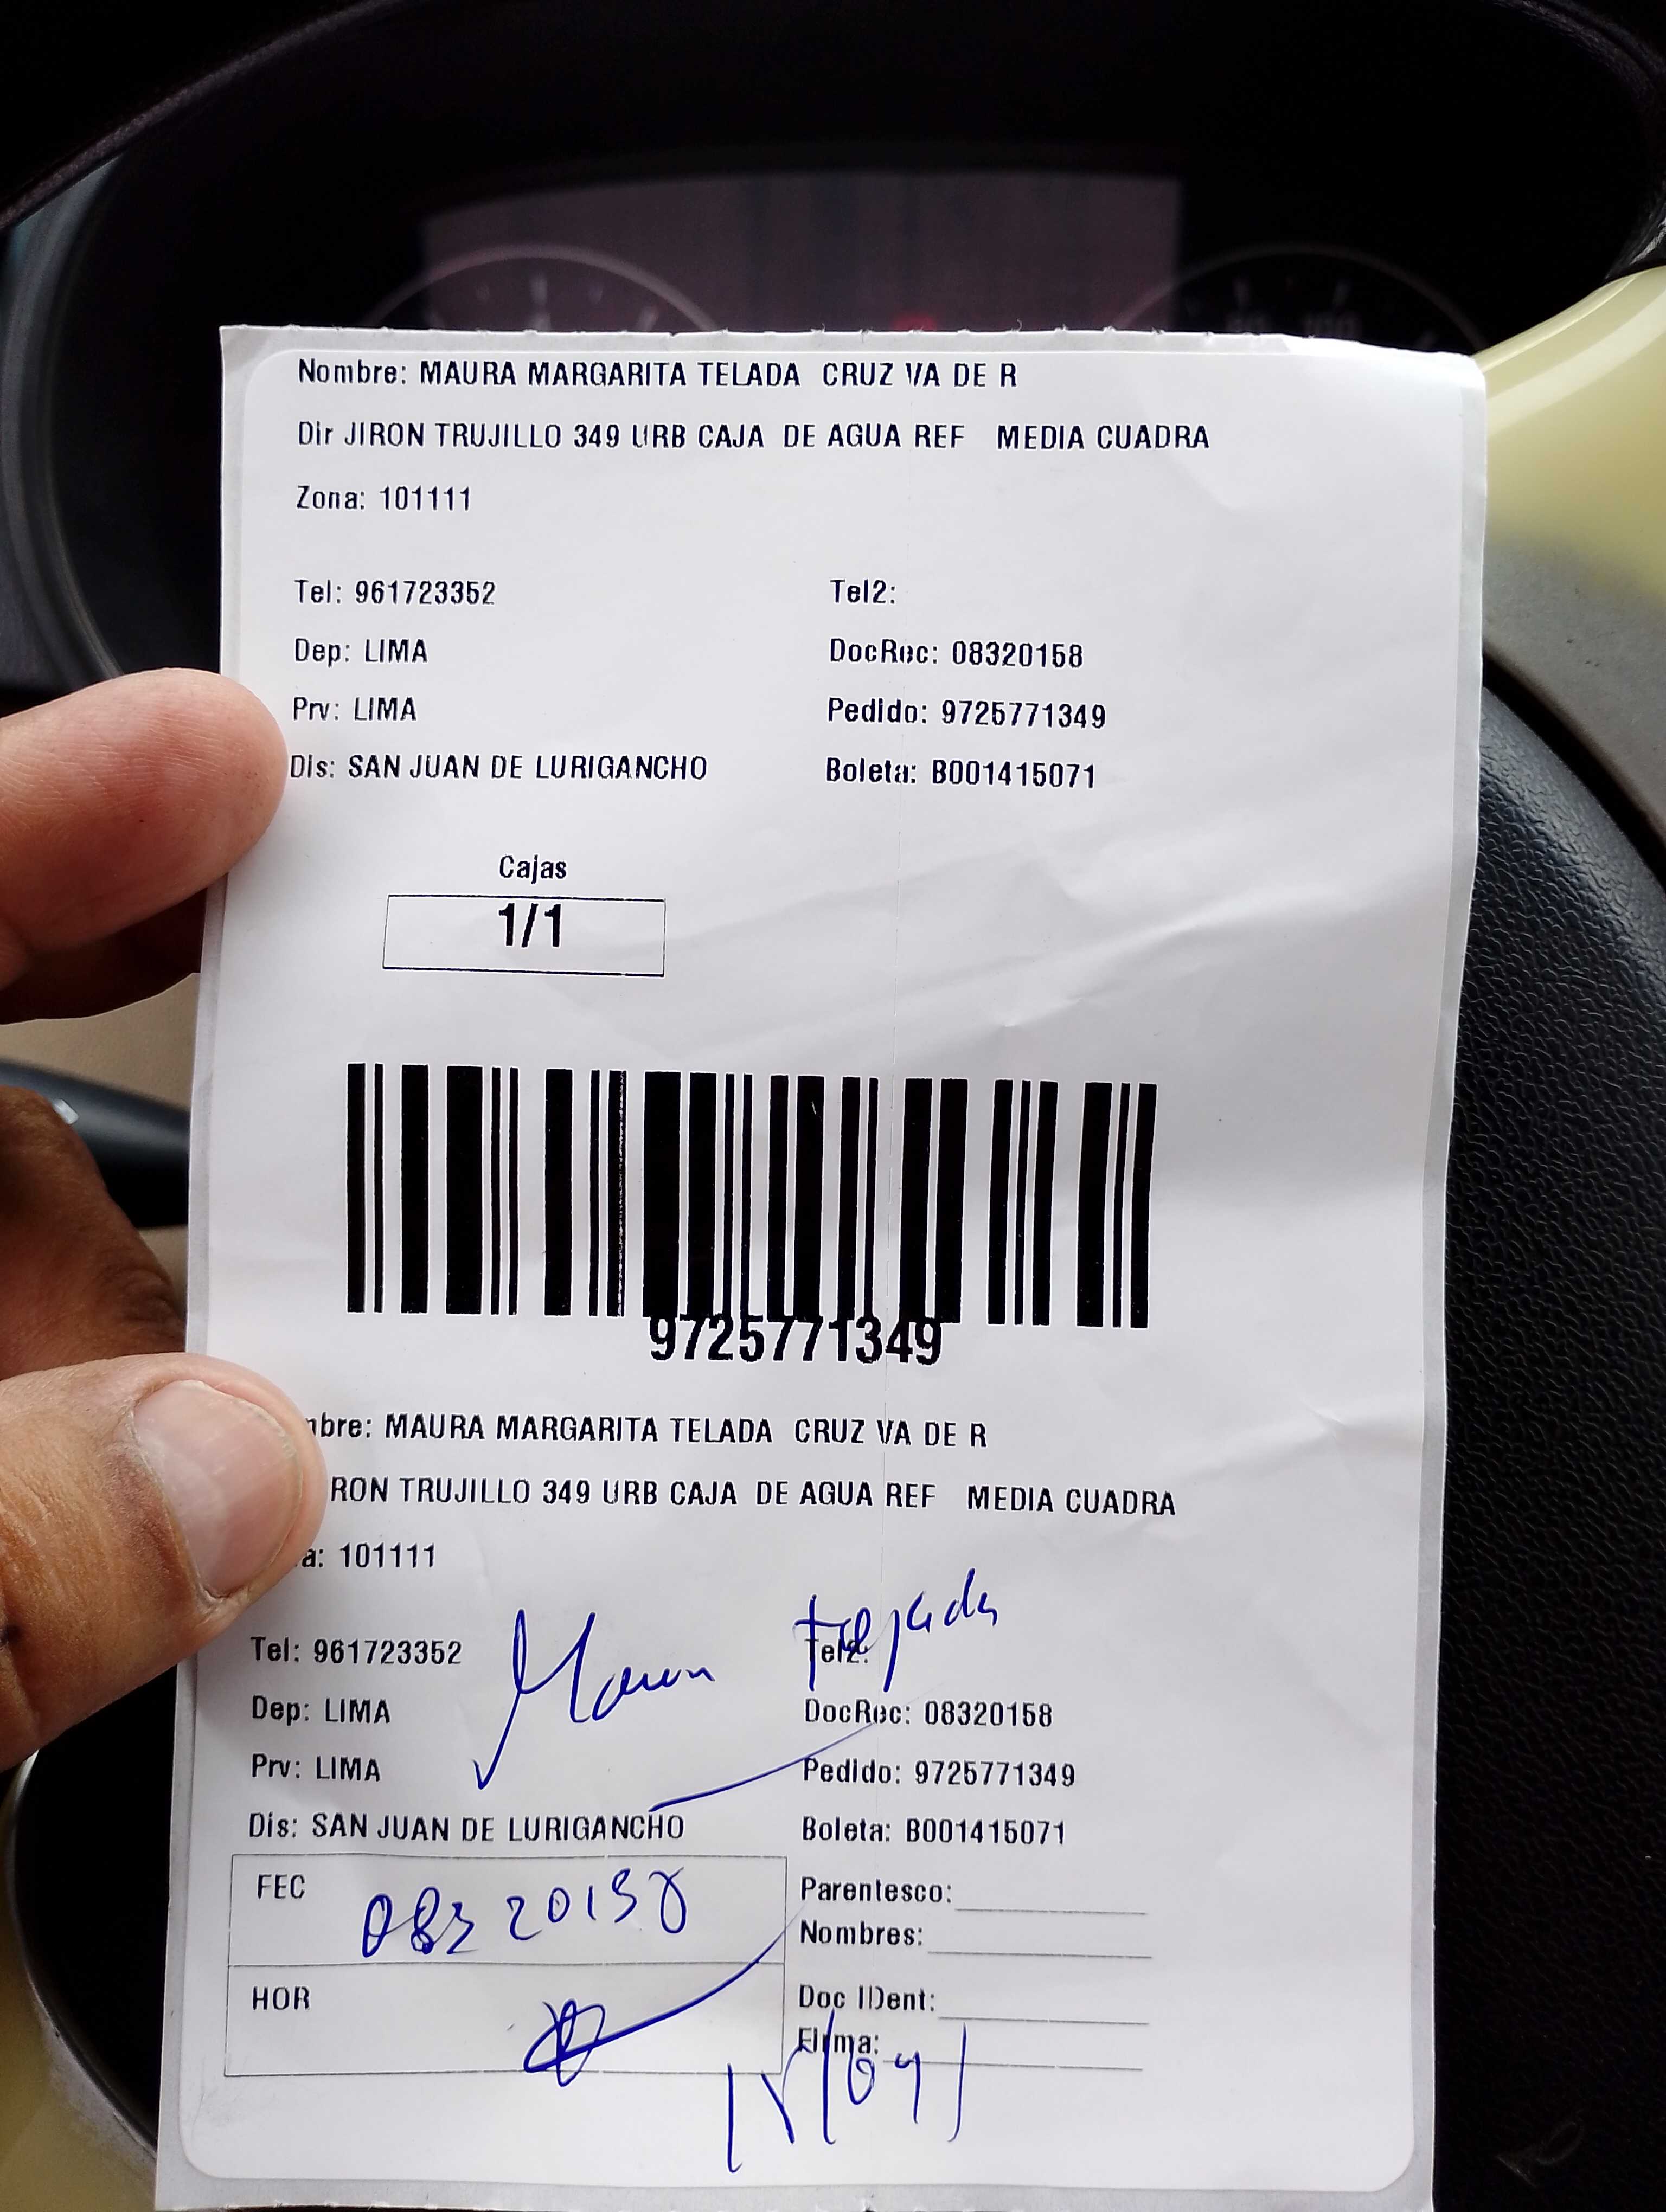 Nombre: MAURA MARGARITA TELADA CRUZ VA DE R
Dir JIRON TRUJILLO 349 URB CAJA DE AGUA REF MEDIA CUADRA
Zona: 101111
Tel: 961723352 Tel2:
Dep: LIMA DocRec: 08320158
Prv: LIMA Pedido: 9725771349
Dis: SAN JUAN DE LURIGANCHO Boleta: B001415071
Cajas
1/1
9725771349
mbre: MAURA MARGARITA TELADA CRUZ VA DE R
RON TRUJILLO 349 URB CAJA DE AGUA REF MEDIA CUADRA
a: 101111
Tejada
Tel: 961723352 Tel2:
Dep: LIMA DocRec: 08320158
Prv: LIMA Pedido: 9725771349
Dis: SAN JUAN DE LURIGANCHO Boleta: B001415071
FEC 08320158 Parentesco:
Nombres:
HOR Doc IDent:
Firma: